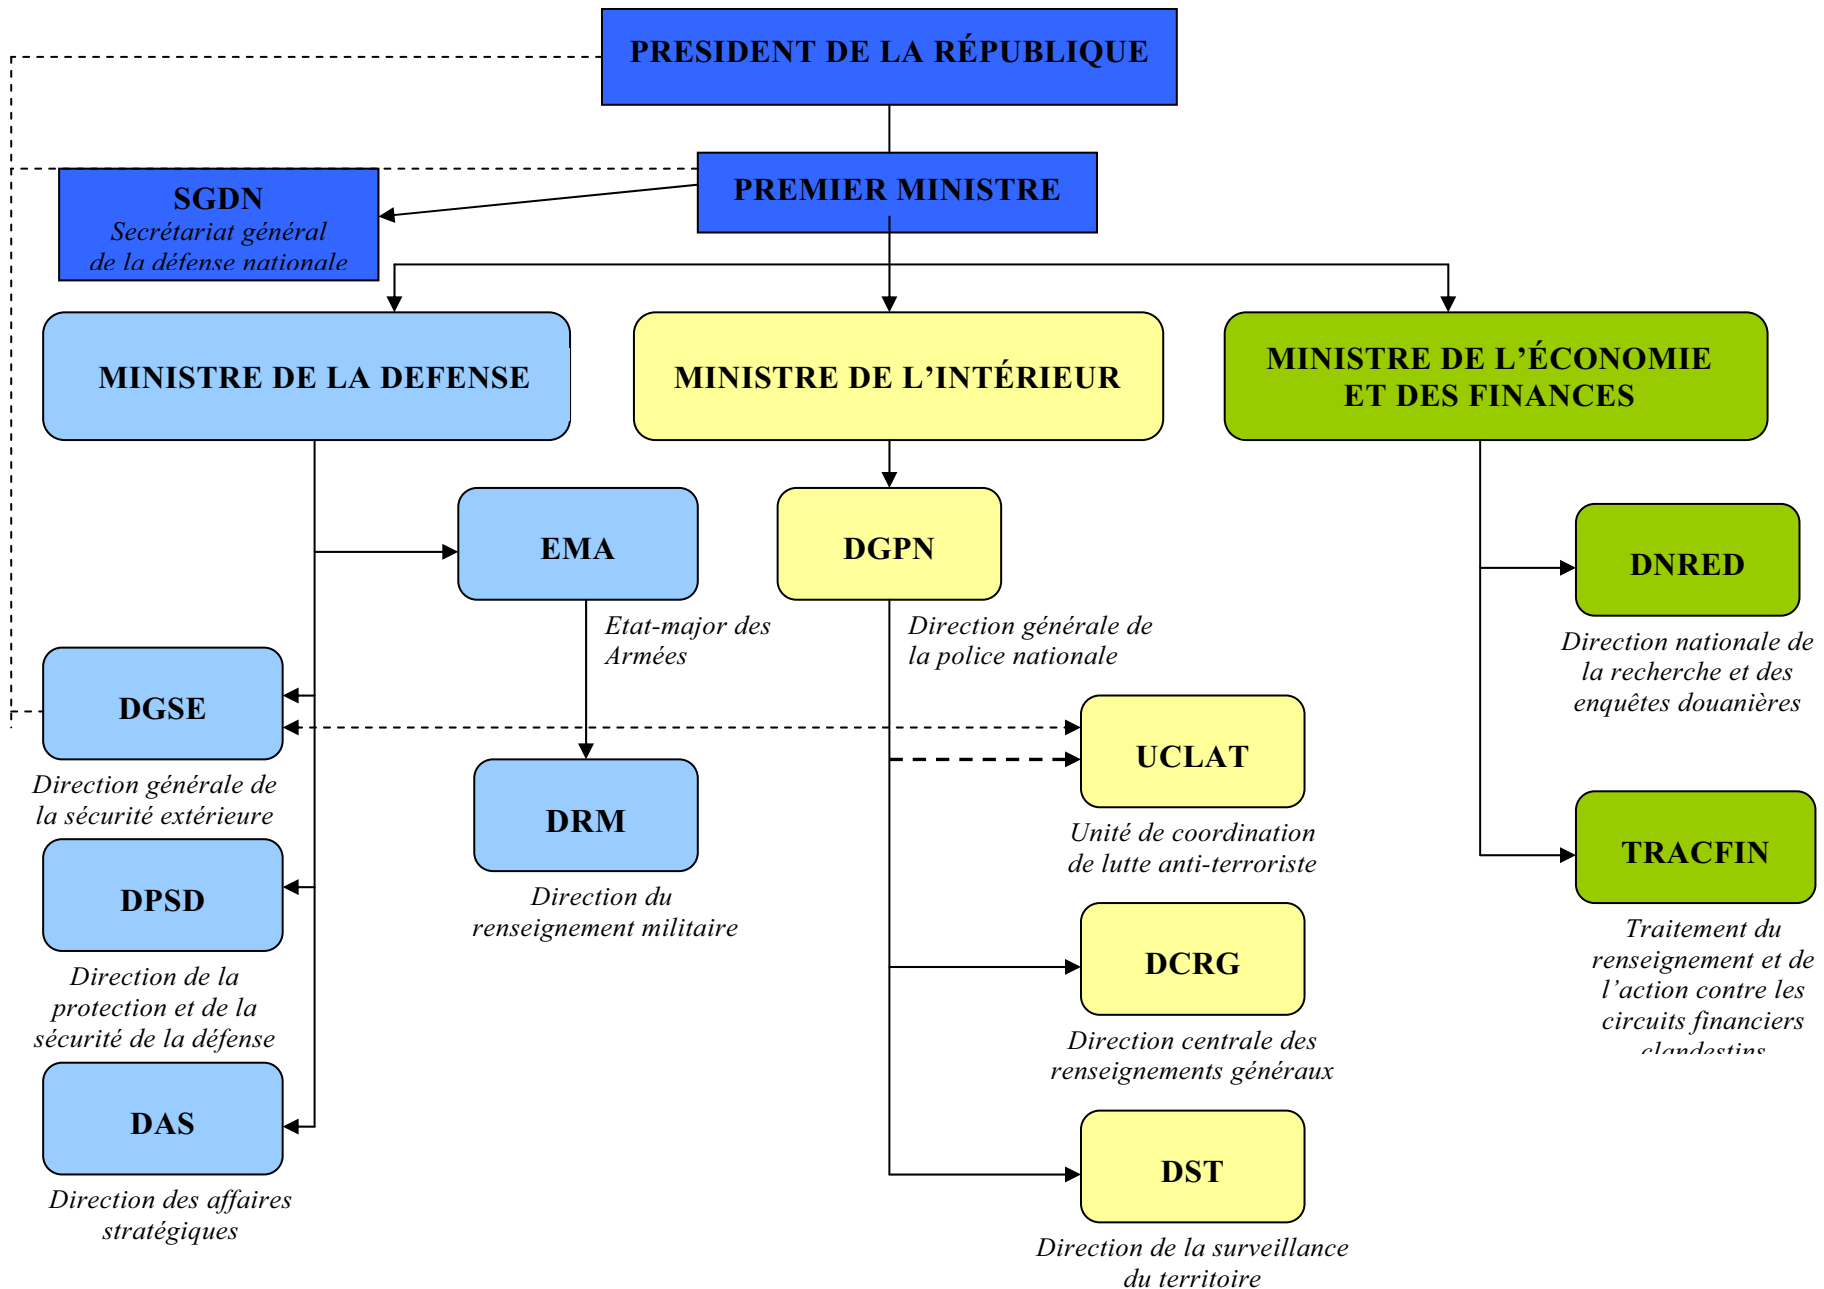 PRESIDENT DE LA RÉPUBLIQUE
PREMIER MINISTRE
SGDN
Secrétariat général
de la défense nationale
MINISTRE DE LA DEFENSE
MINISTRE DE L’INTÉRIEUR
MINISTRE DE L’ÉCONOMIE
ET DES FINANCES
EMA
Etat-major des
Armées
DGPN
Direction générale de
la police nationale
DNRED
Direction nationale de
la recherche et des
enquêtes douanières
DGSE
Direction générale de
la sécurité extérieure
UCLAT
Unité de coordination
de lutte anti-terroriste
DRM
Direction du
renseignement militaire
TRACFIN
Traitement du
renseignement et de
l’action contre les
circuits financiers
clandestins
DPSD
Direction de la
protection et de la
sécurité de la défense
DCRG
Direction centrale des
renseignements généraux
DAS
Direction des affaires
stratégiques
DST
Direction de la surveillance
du territoire